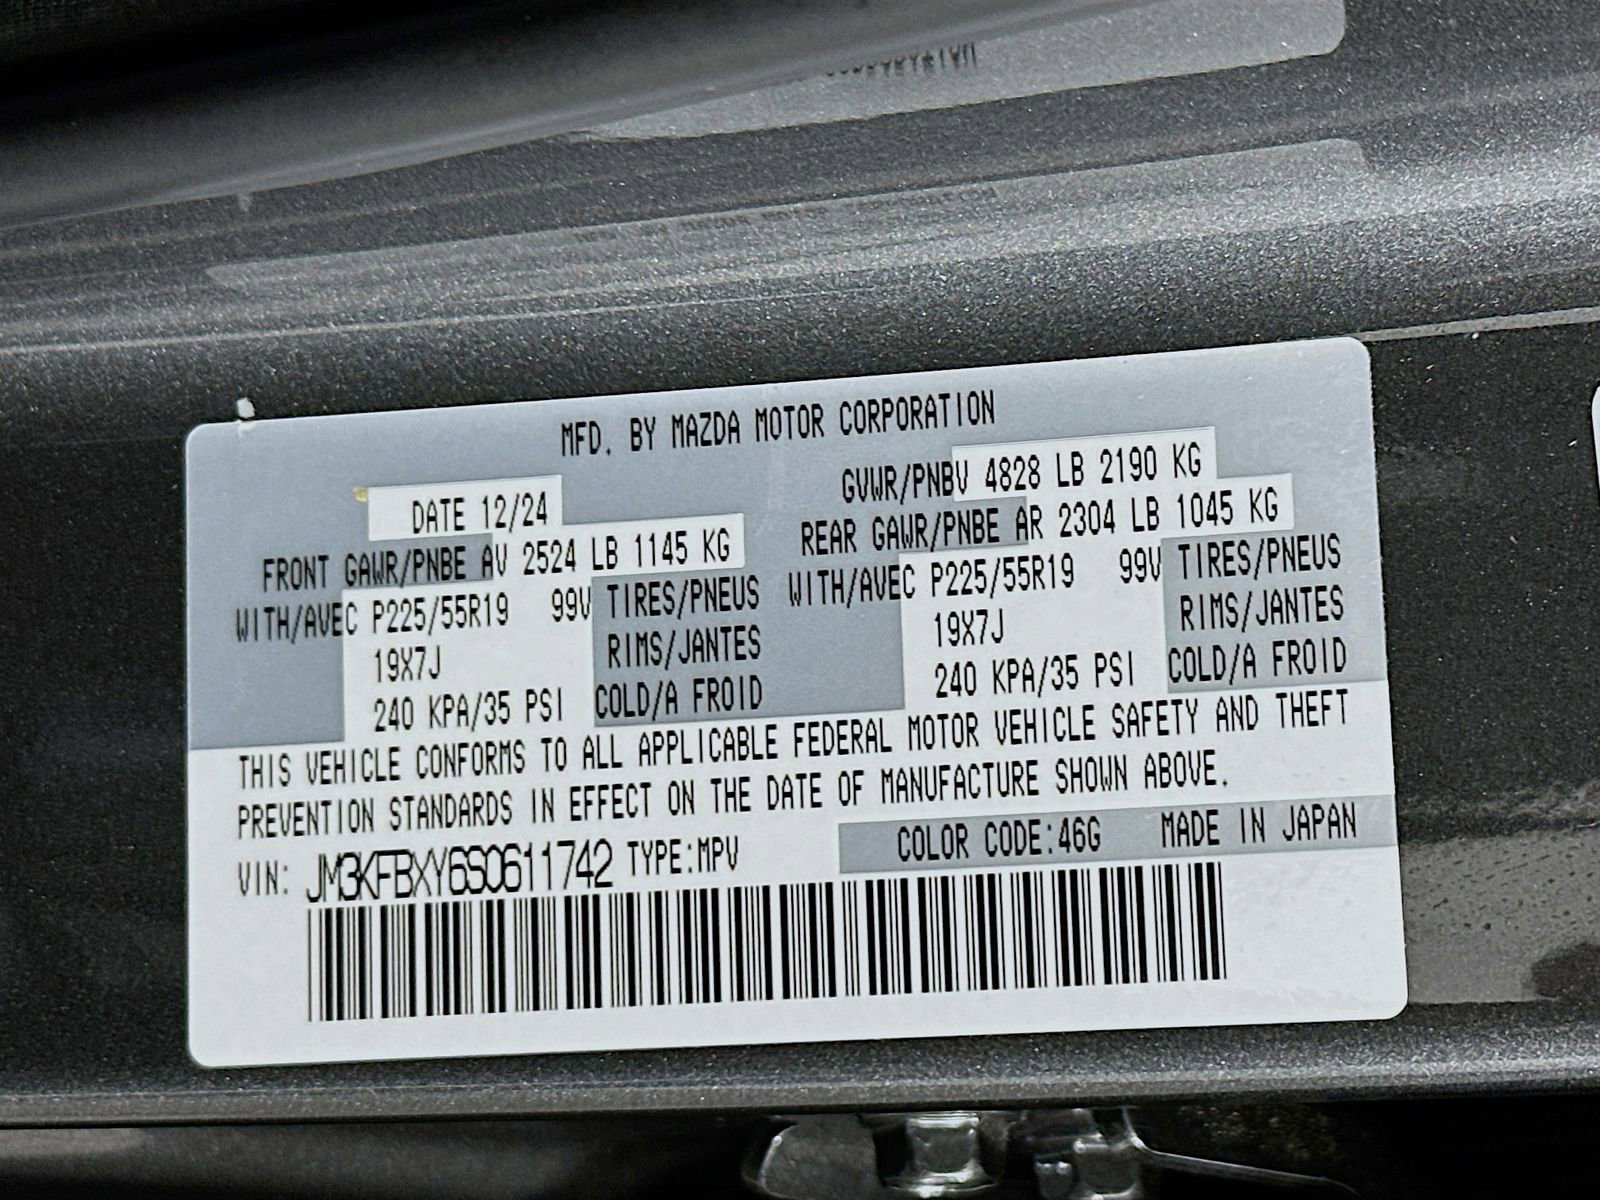 MFD. BY MAZDA MOTOR CORPORATION
DATE 12/24
GVWR/PNBV 4828 LB 2190 KG
FRONT GAWR/PNBE AV 2524 LB 1145 KG
REAR GAWR/PNBE AR 2304 LB 1045 KG
WITH/AVEC P225/55R19 99V TIRES/PNEUS
WITH/AVEC P225/55R19 99V TIRES/PNEUS
19X7J RIMS/JANTES
19X7J RIMS/JANTES
240 KPA/35 PSI COLD/A FROID
240 KPA/35 PSI COLD/A FROID
THIS VEHICLE CONFORMS TO ALL APPLICABLE FEDERAL MOTOR VEHICLE SAFETY AND THEFT
PREVENTION STANDARDS IN EFFECT ON THE DATE OF MANUFACTURE SHOWN ABOVE.
VIN: JM3KFBXY6S0611742 TYPE:MPV COLOR CODE:46G MADE IN JAPAN